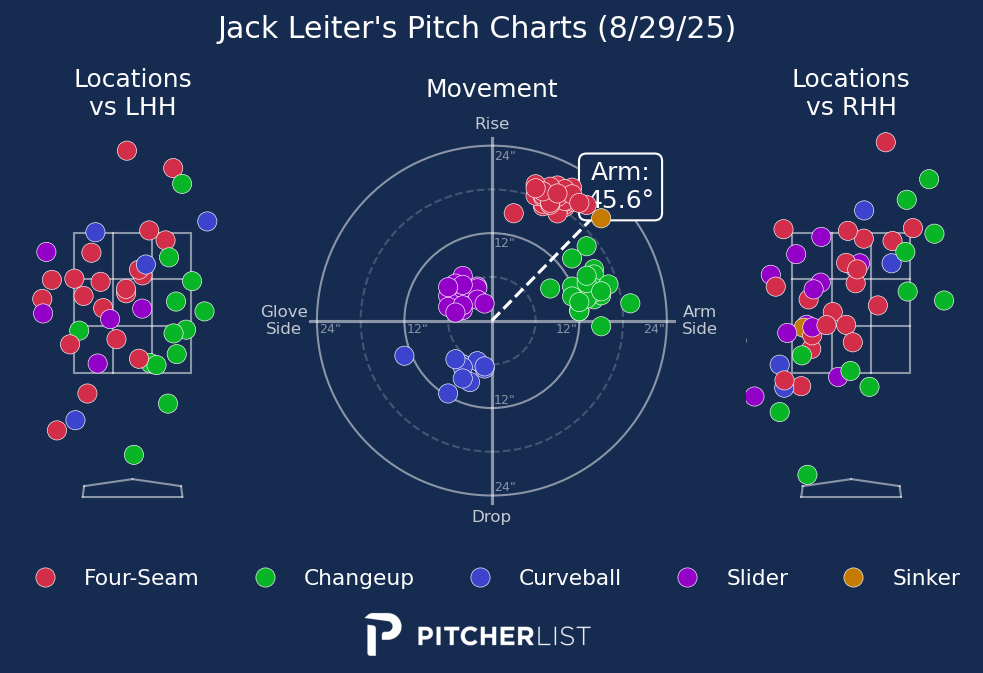 Jack Leiter's Pitch Charts (8/29/25)
Locations
vs LHH
Movement
Locations
vs RHH
Rise
24"
Arm:
45.6°
12"
Glove
Side
24"
12"
12"
24"
Arm
Side
12"
24"
Drop
Four-Seam
Changeup
Curveball
Slider
Sinker
PITCHERLIST